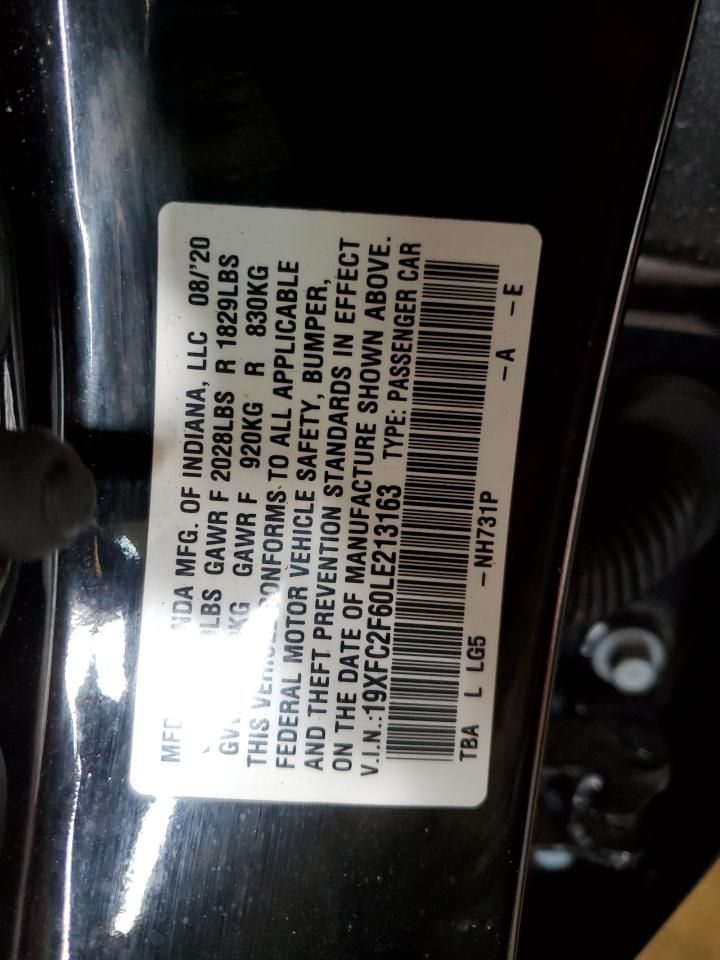 MFD NDA MFG. OF INDIANA, LLC 08/'20
LBS GAWR F 2028LBS R 1829LBS
KG GAWR F 920KG R 830KG
THIS CONFORMS TO ALL APPLICABLE
FEDERAL MOTOR VEHICLE SAFETY, BUMPER,
AND THEFT PREVENTION STANDARDS IN EFFECT
ON THE DATE OF MANUFACTURE SHOWN ABOVE.
V.I.N.:19XFC2F60LE213163 TYPE: PASSENGER CAR
TBA L LG5 -NH731P -A -E